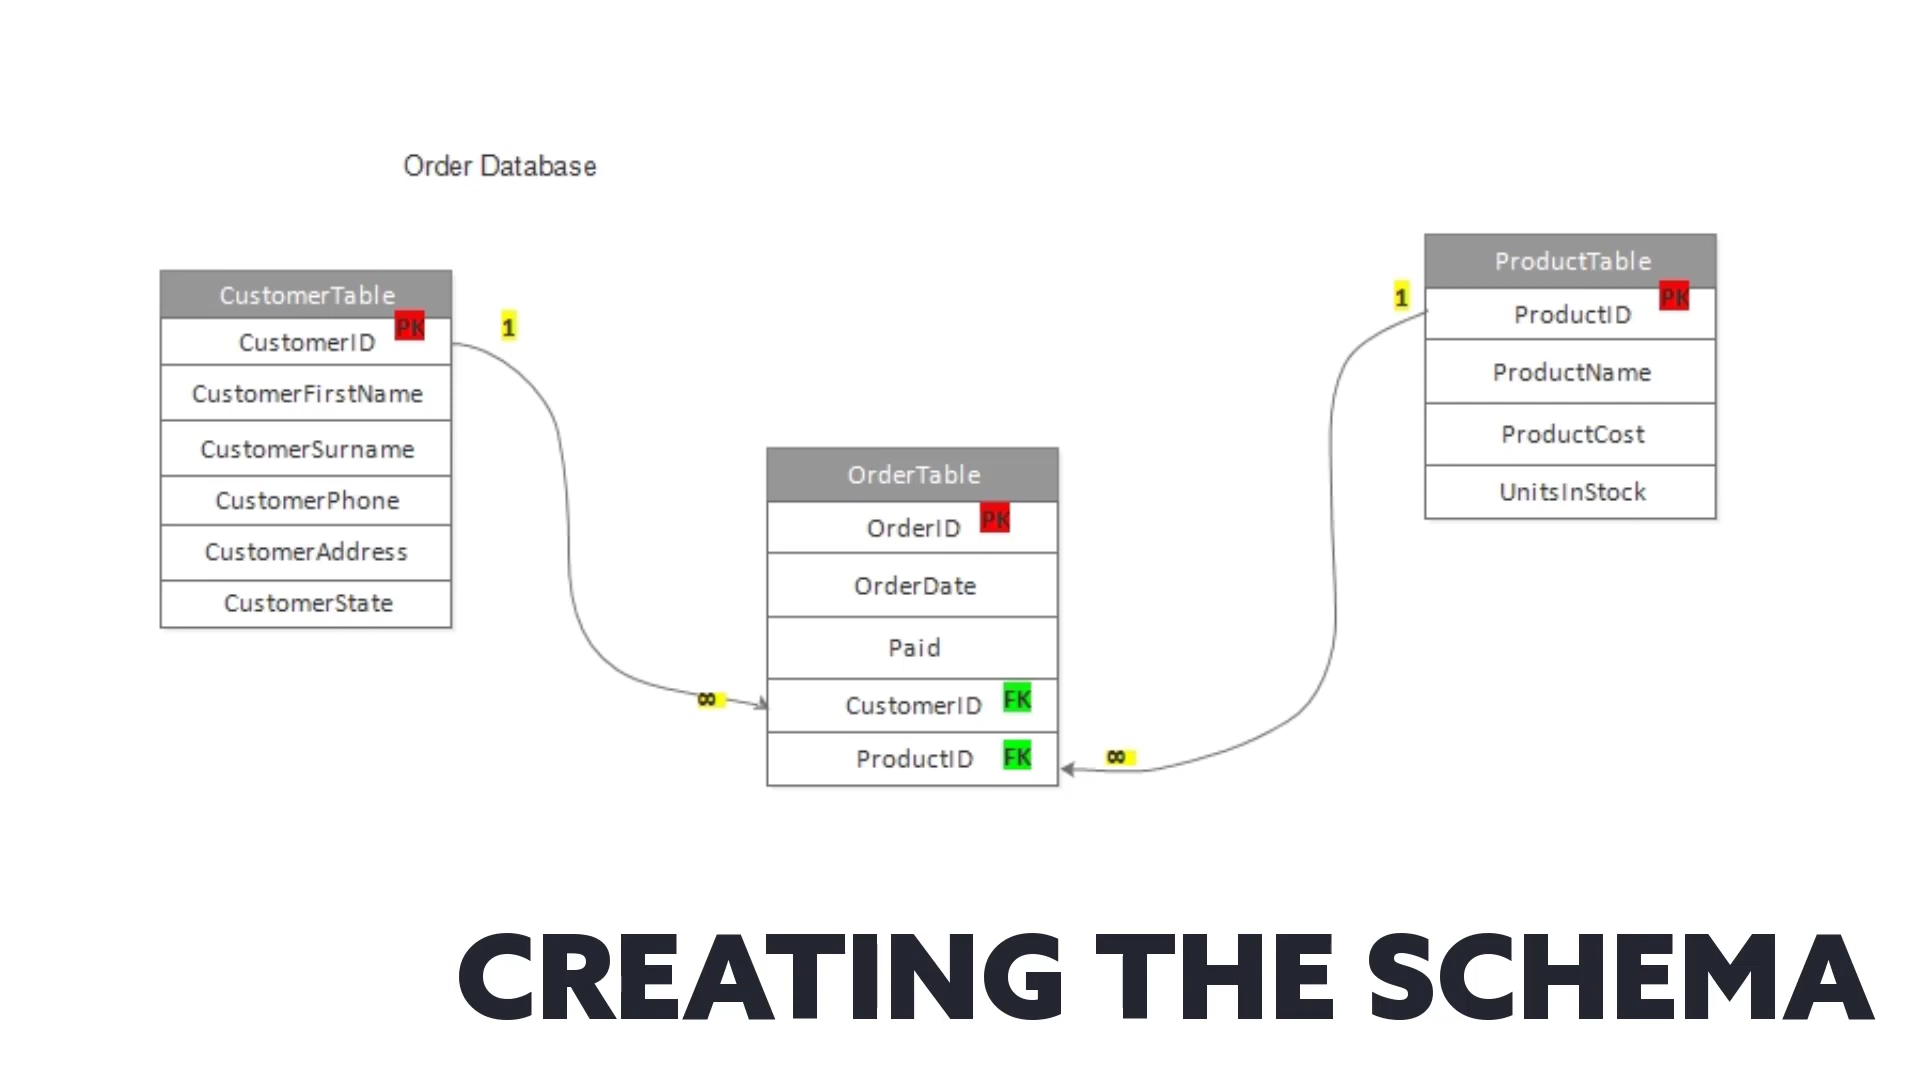 Order Database
CustomerTable
CustomerID PK
CustomerFirstName
CustomerSurname
CustomerPhone
CustomerAddress
CustomerState
1
∞
OrderTable
OrderID PK
OrderDate
Paid
CustomerID FK
ProductID FK
1
∞
ProductTable
ProductID PK
ProductName
ProductCost
UnitsInStock
CREATING THE SCHEMA